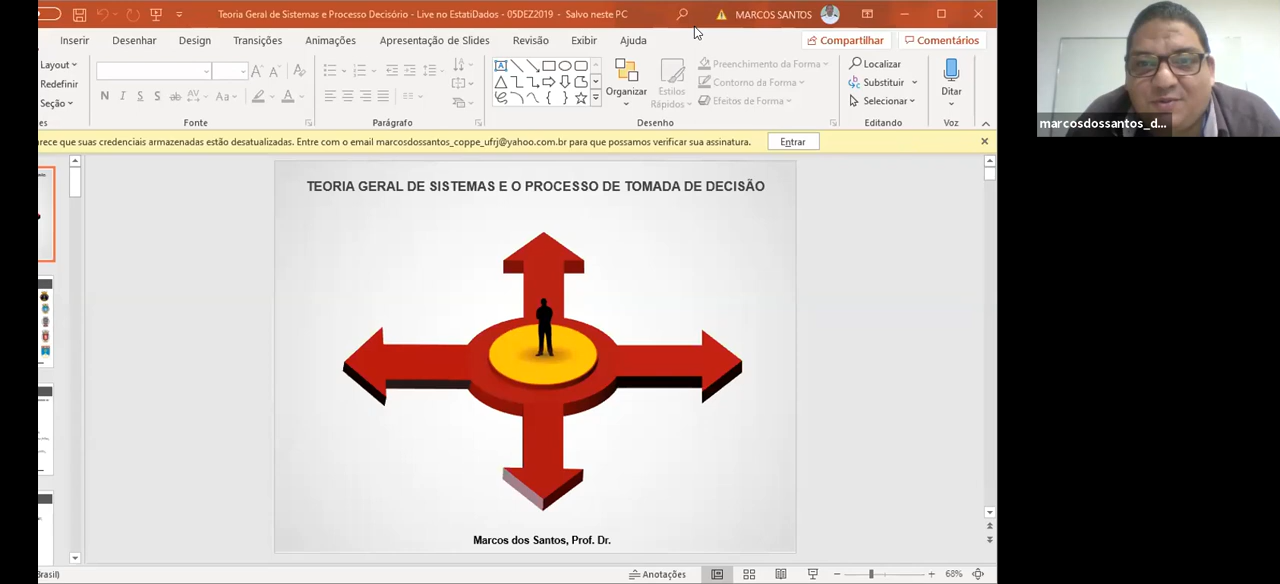 Teoria Geral de Sistemas e Processo Decisório - Live no EstatiDados - 05DEZ2019 - Salvo neste PC
MARCOS SANTOS
Inserir Desenhar Design Transições Animações Apresentação de Slides Revisão Exibir Ajuda
Compartilhar Comentários
Layout
Redefinir
Seção
N I S S AV Aa A
A A A
Organizar
Estilos
Rápidos
Preenchimento da Forma
Contorno da Forma
Efeitos de Forma
Localizar
Substituir
Selecionar
Ditar
Fonte Parágrafo Desenho Editando Voz
arece que suas credenciais armazenadas estão desatualizadas. Entre com o email marcosdossantos_coppe_ufrj@yahoo.com.br para que possamos verificar sua assinatura. Entrar
TEORIA GERAL DE SISTEMAS E O PROCESSO DE TOMADA DE DECISÃO
Marcos dos Santos, Prof. Dr.
rasil) Anotações 68%
marcosdossantos_d...